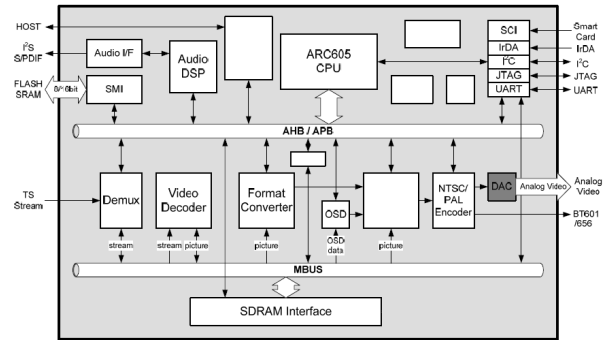 HOST
I²S
S/PDIF
Audio I/F
Audio
DSP
FLASH
SRAM
8/16bit
SMI
ARC605
CPU
SCI
IrDA
I²C
JTAG
UART
Smart
Card
IrDA
I²C
JTAG
UART
AHB / APB
TS
Stream
Demux
Video
Decoder
Format
Converter
OSD
NTSC/
PAL
Encoder
DAC
Analog Video
Analog
Video
BT601
/656
stream
stream
picture
picture
OSD
data
picture
MBUS
SDRAM Interface